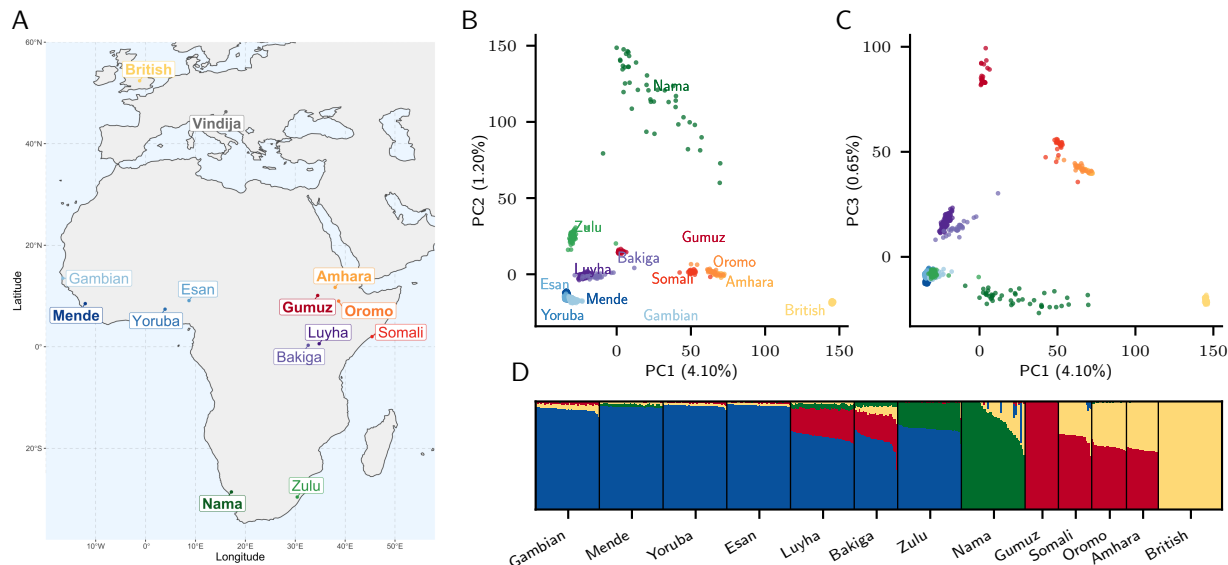 A
60°N
40°N
20°N
0°N
20°S
Latitude
10°W
0°E
10°E
20°E
30°E
40°E
50°E
Longitude
British
Vindija
Gambian
Mende
Esan
Yoruba
Amhara
Gumuz
Oromo
Luyha
Somali
Bakiga
Zulu
Nama
B
150
100
50
0
PC2 (1.20%)
0
50
100
150
PC1 (4.10%)
Nama
Zulu
Gumuz
Bakiga
Luyha
Oromo
Somali
Amhara
Esan
Mende
Yoruba
Gambian
British
C
100
50
0
PC3 (0.65%)
0
50
100
150
PC1 (4.10%)
D
Gambian
Mende
Yoruba
Esan
Luyha
Bakiga
Zulu
Nama
Gumuz
Somali
Oromo
Amhara
British